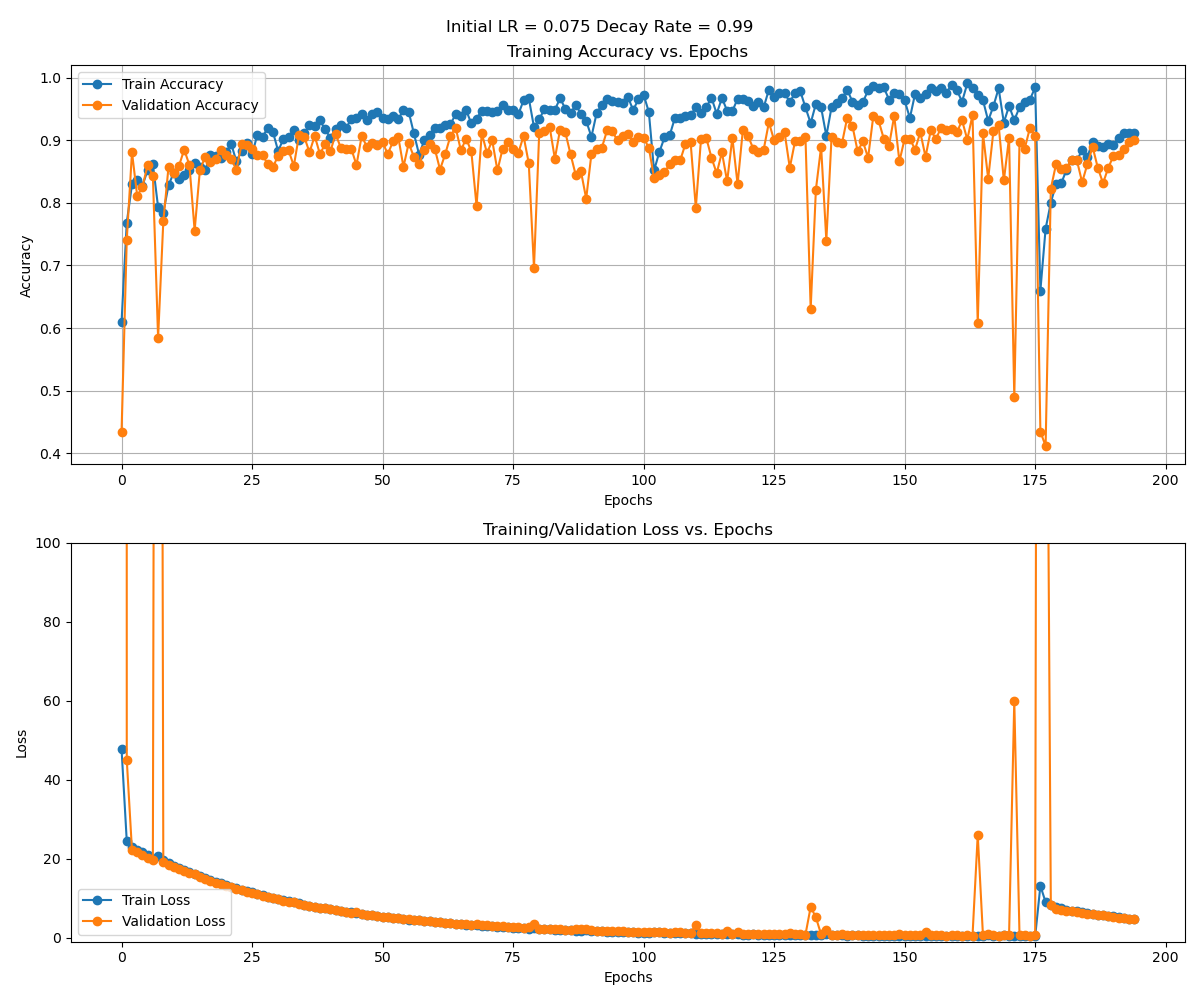 Initial LR = 0.075 Decay Rate = 0.99
Training Accuracy vs. Epochs
Train Accuracy
Validation Accuracy
1.0
0.9
0.8
0.7
0.6
0.5
0.4
Accuracy
0 25 50 75 100 125 150 175 200
Epochs
Training/Validation Loss vs. Epochs
100
80
60
40
20
0
Loss
Train Loss
Validation Loss
0 25 50 75 100 125 150 175 200
Epochs